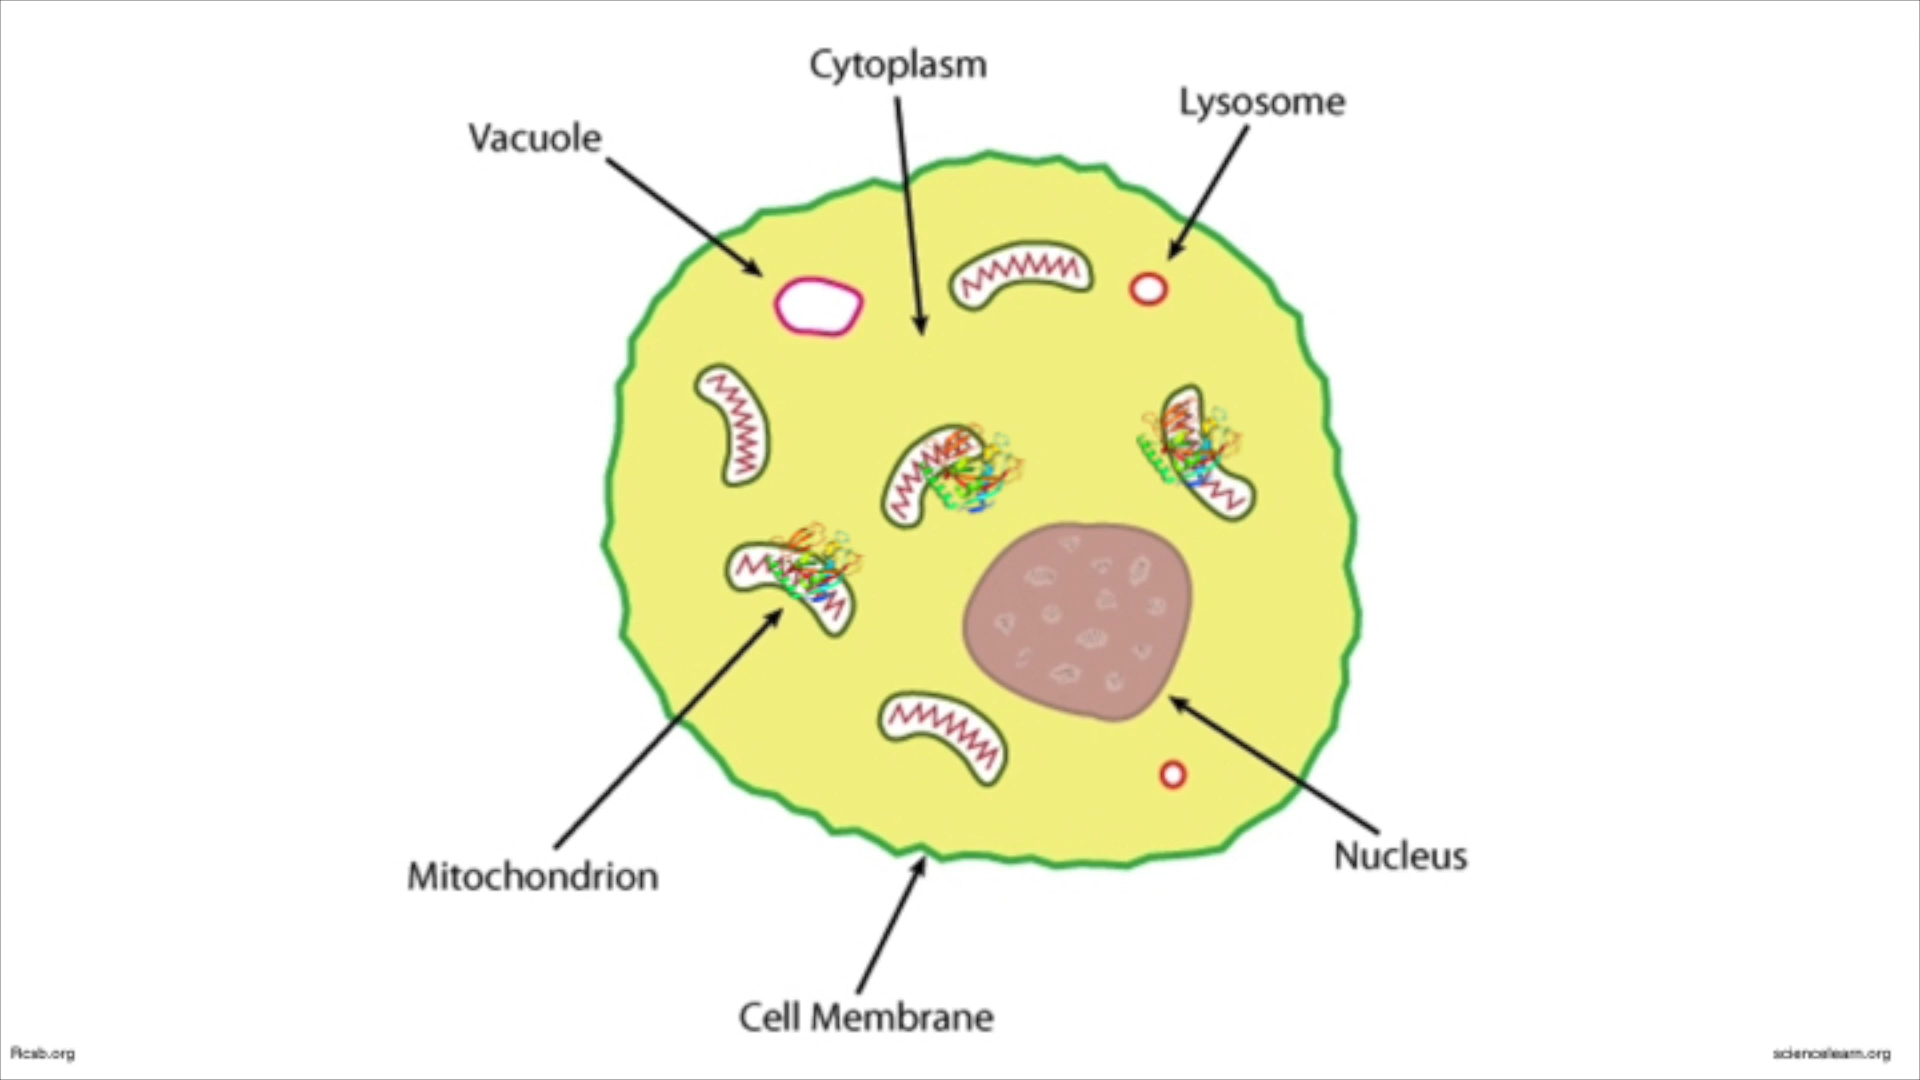 Cytoplasm
Lysosome
Vacuole
Mitochondrion
Nucleus
Cell Membrane
Rcsb.org
sciencelearn.org